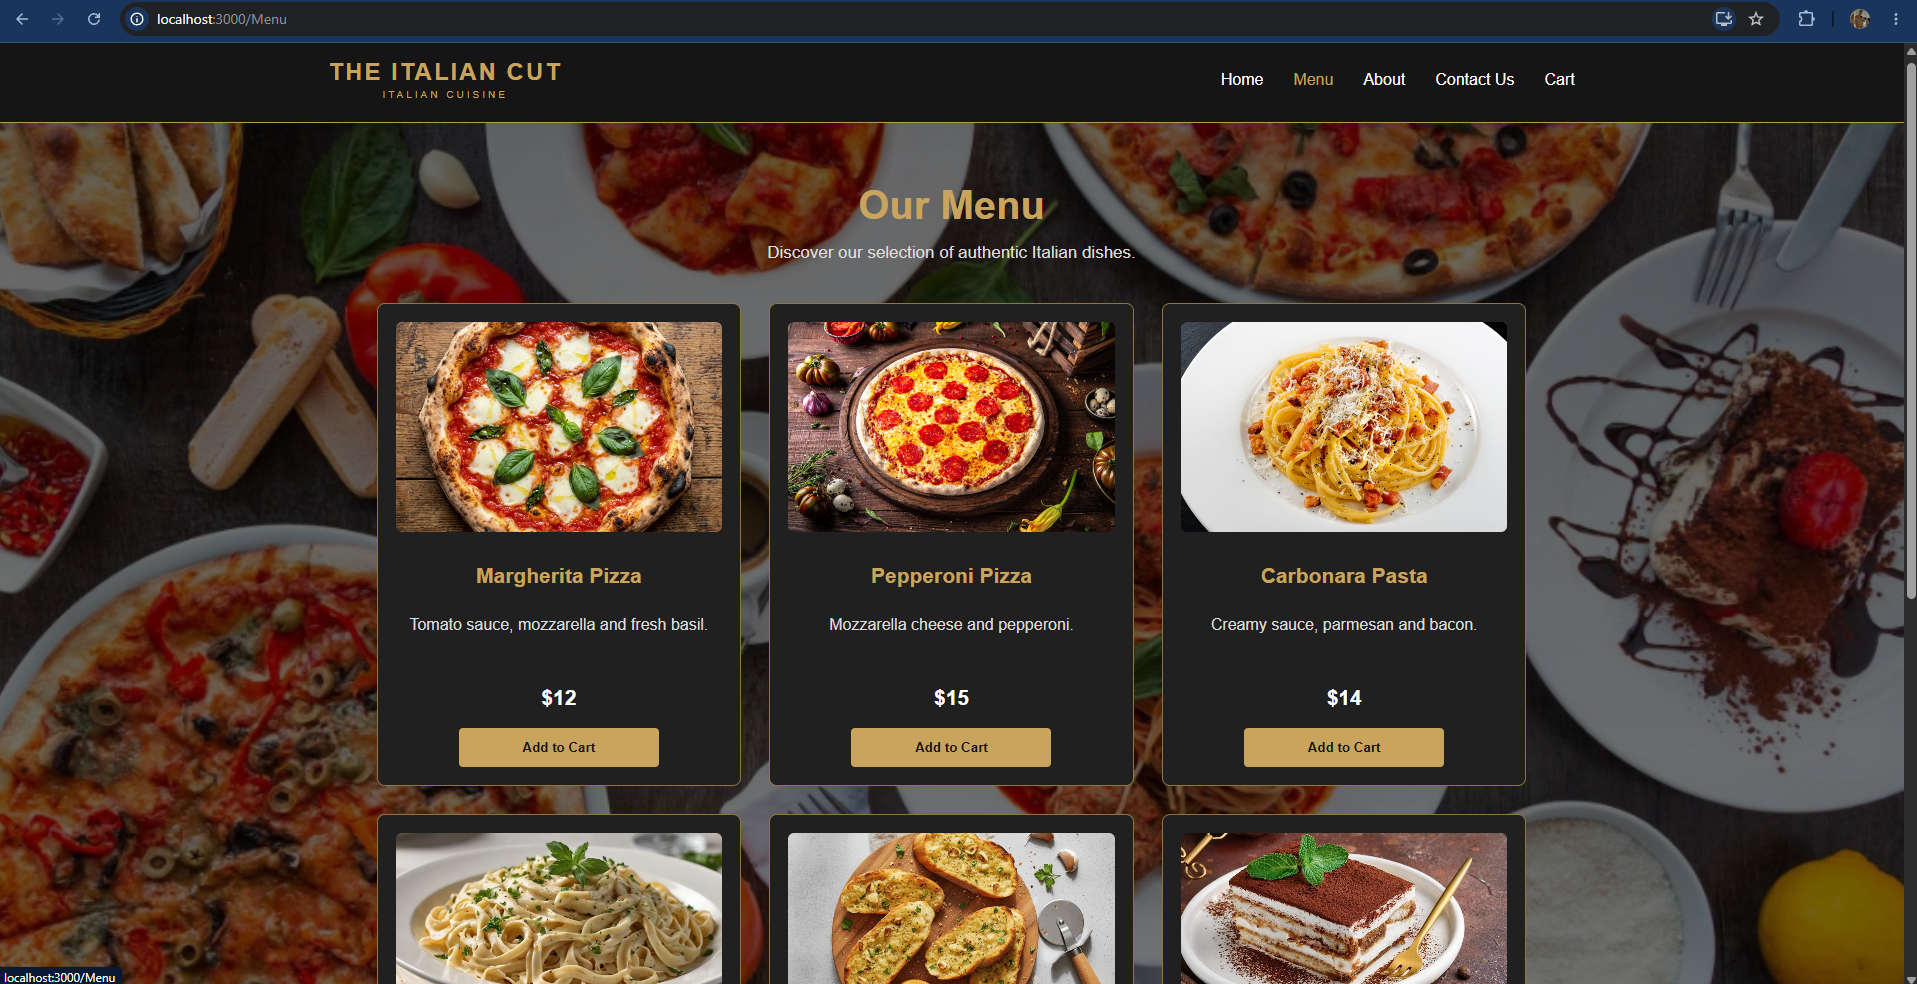 localhost:3000/Menu
THE ITALIAN CUT
ITALIAN CUISINE
Home Menu About Contact Us Cart
Our Menu
Discover our selection of authentic Italian dishes.
Margherita Pizza Pepperoni Pizza Carbonara Pasta
Tomato sauce, mozzarella and fresh basil. Mozzarella cheese and pepperoni. Creamy sauce, parmesan and bacon.
$12 $15 $14
Add to Cart Add to Cart Add to Cart
localhost:3000/Menu